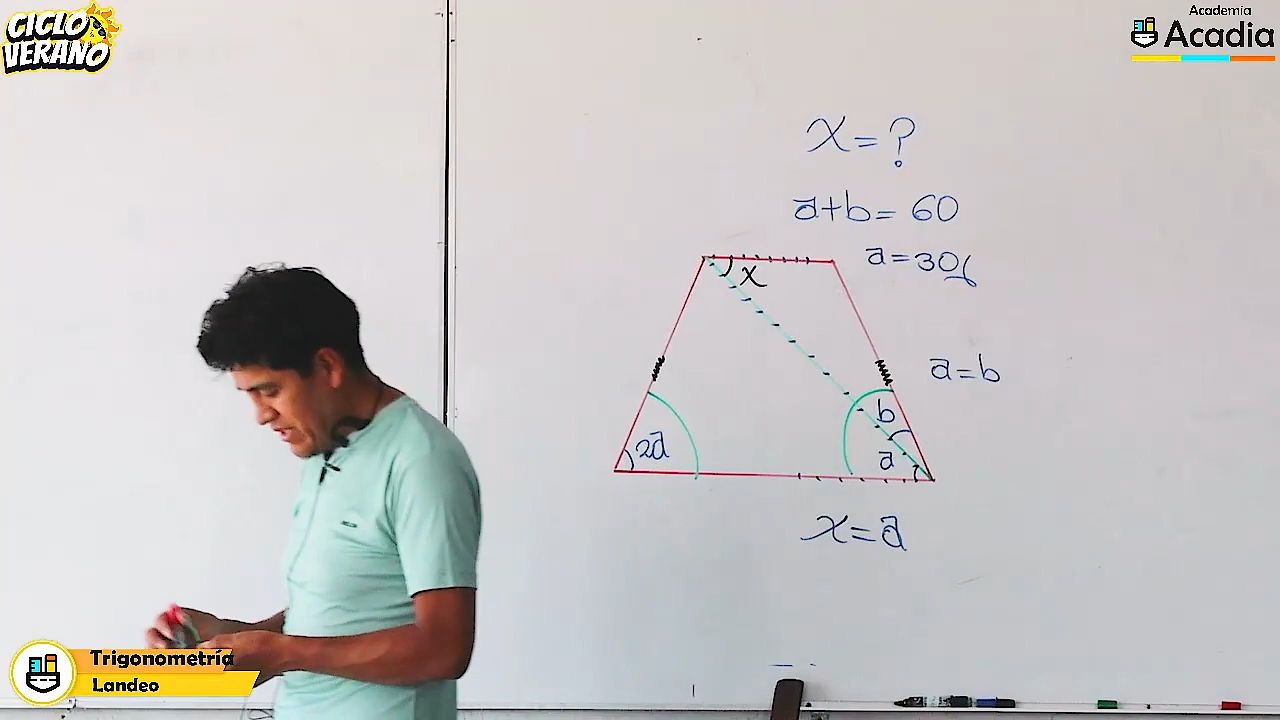 CICLO
VERANO
Academia
Acadia
x = ?
a+b = 60
a = 30
x
a = b
b
2a
a
x = a
Trigonometría
Landeo